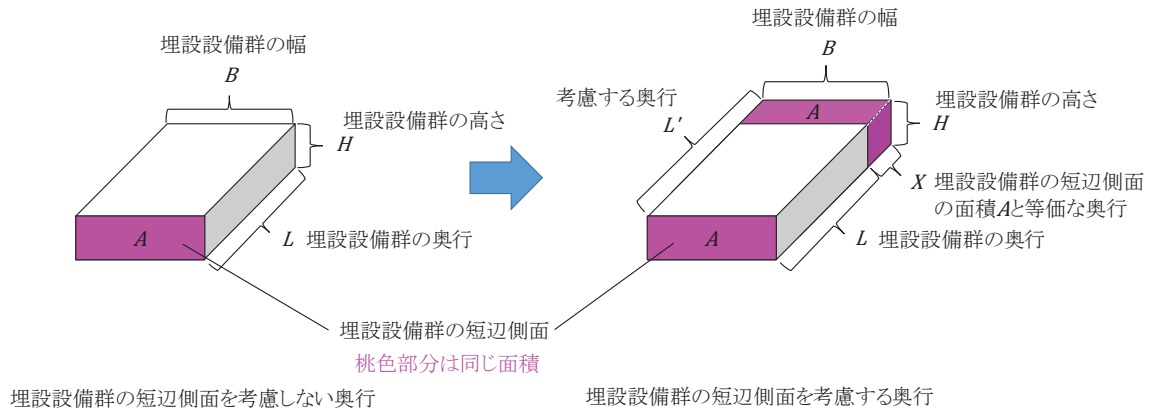 埋設設備群の幅
B
埋設設備群の高さ
H
A
L 埋設設備群の奥行
埋設設備群の幅
B
考慮する奥行
L'
A
埋設設備群の高さ
H
X 埋設設備群の短辺側面
の面積Aと等価な奥行
A
L 埋設設備群の奥行
埋設設備群の短辺側面
桃色部分は同じ面積
埋設設備群の短辺側面を考慮しない奥行
埋設設備群の短辺側面を考慮する奥行